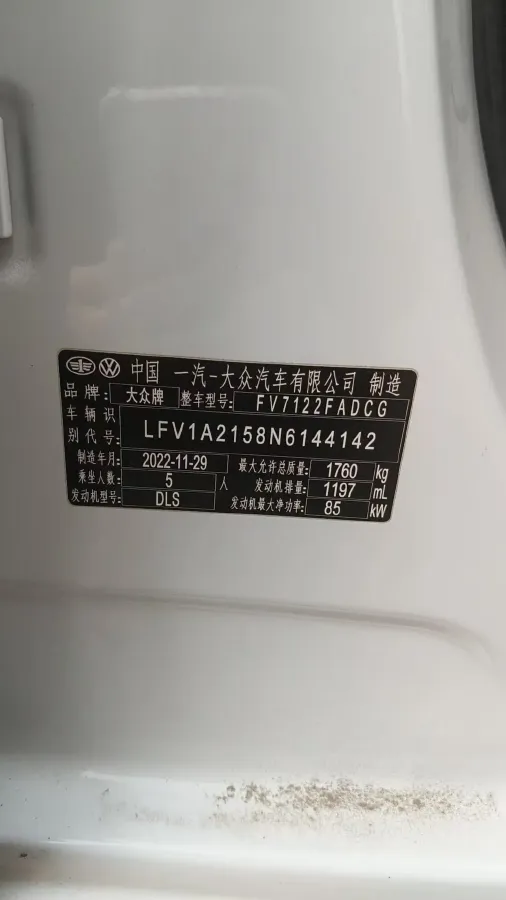 中国 一汽-大众汽车有限公司 制造
品牌: 大众牌 整车型号: FV7122FADCG
车辆识别代号: LFV1A2158N6144142
制造年月: 2022-11-29 最大允许总质量: 1760 kg
乘坐人数: 5 人 发动机排量: 1197 mL
发动机型号: DLS 发动机最大净功率: 85 kW